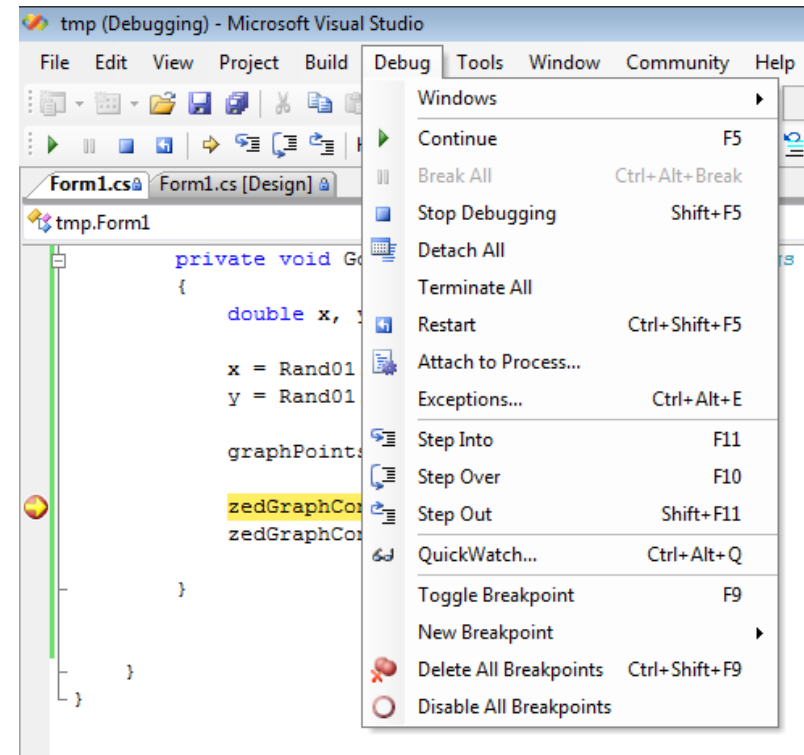 tmp (Debugging) - Microsoft Visual Studio
File Edit View Project Build Debug Tools Window Community Help
Form1.cs Form1.cs [Design]
tmp.Form1
private void
{
double x,
x = Rand01
y = Rand01
graphPoints
}
}
}
Windows
Continue F5
Break All Ctrl+Alt+Break
Stop Debugging Shift+F5
Detach All
Terminate All
Restart Ctrl+Shift+F5
Attach to Process...
Exceptions... Ctrl+Alt+E
Step Into F11
Step Over F10
Step Out Shift+F11
QuickWatch... Ctrl+Alt+Q
Toggle Breakpoint F9
New Breakpoint
Delete All Breakpoints Ctrl+Shift+F9
Disable All Breakpoints